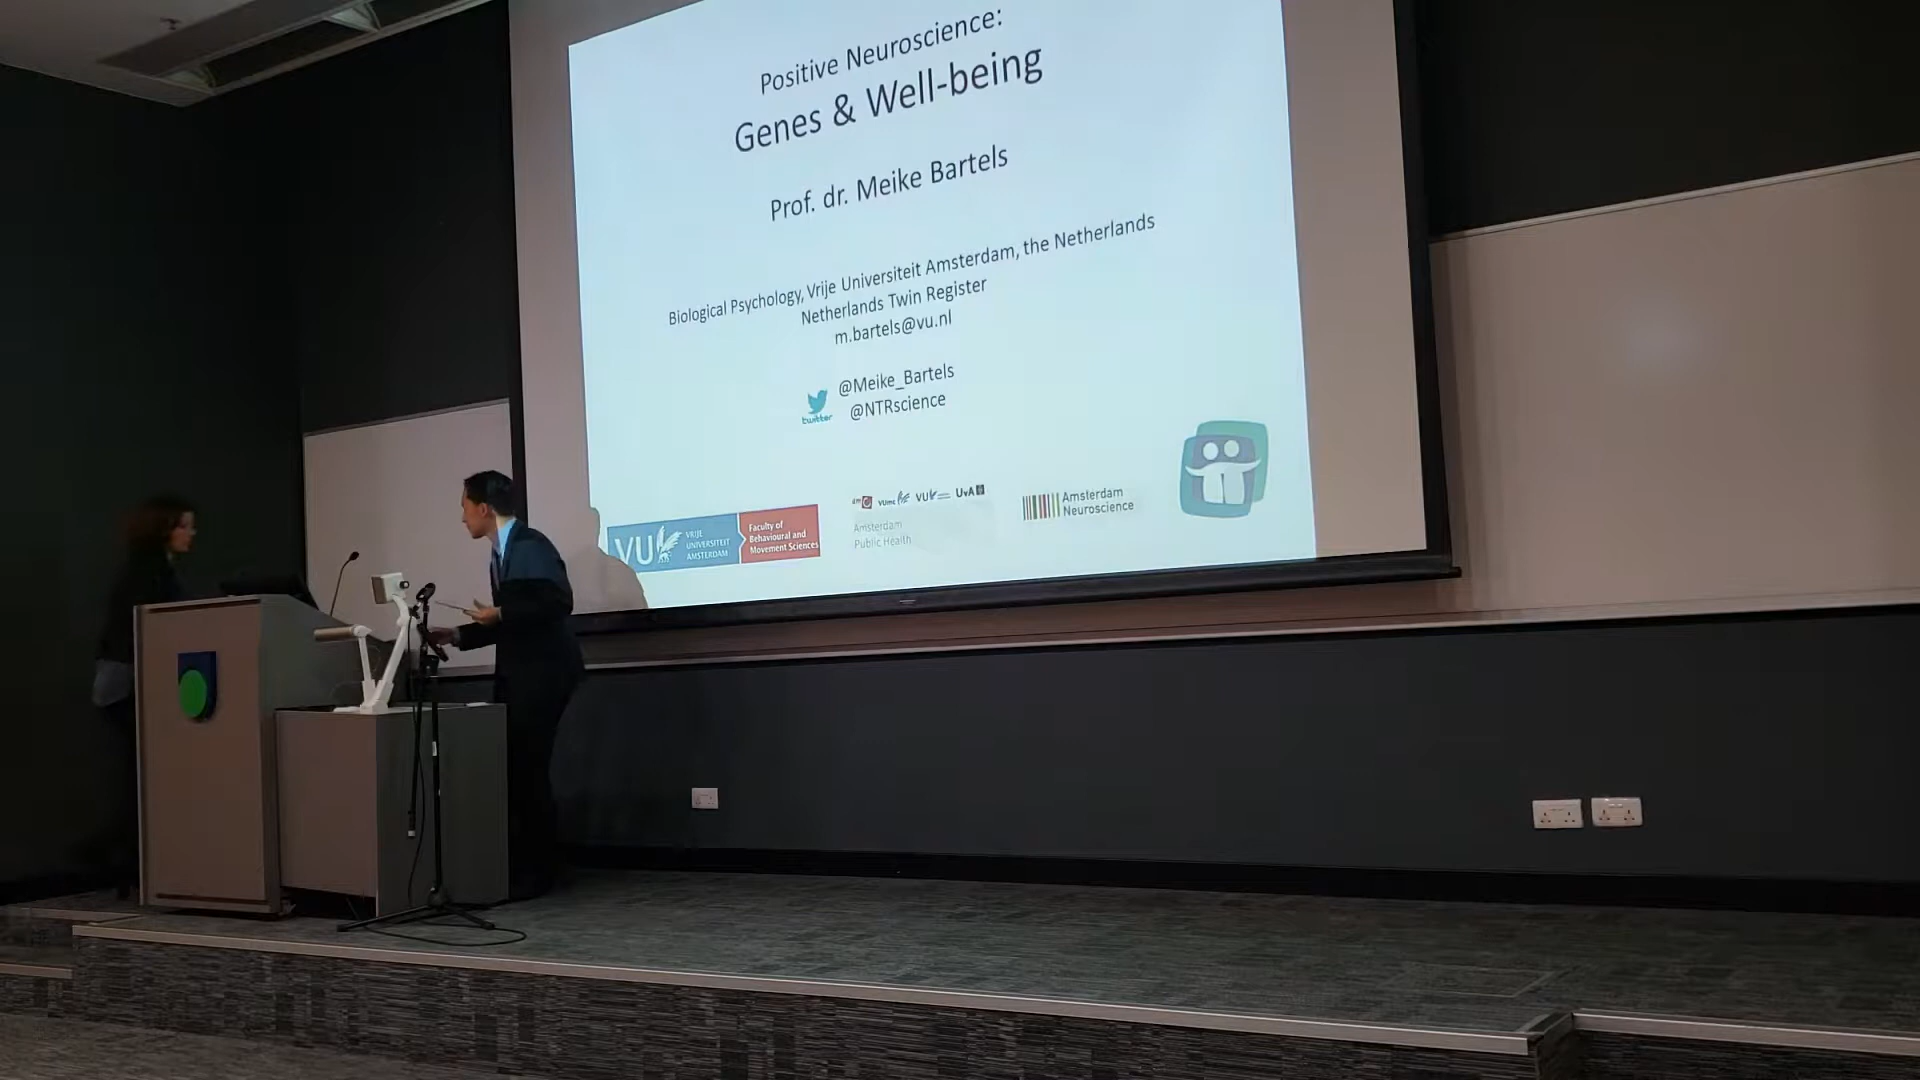 Positive Neuroscience:
Genes & Well-being
Prof. dr. Meike Bartels
Biological Psychology, Vrije Universiteit Amsterdam, the Netherlands
Netherlands Twin Register
m.bartels@vu.nl
@Meike_Bartels
twitter
@NTRscience
VU
VRIJE
UNIVERSITEIT
AMSTERDAM
Faculty of
Behavioural and
Movement Sciences
VUmc
VU
UvA
Amsterdam
Public Health
Amsterdam
Neuroscience